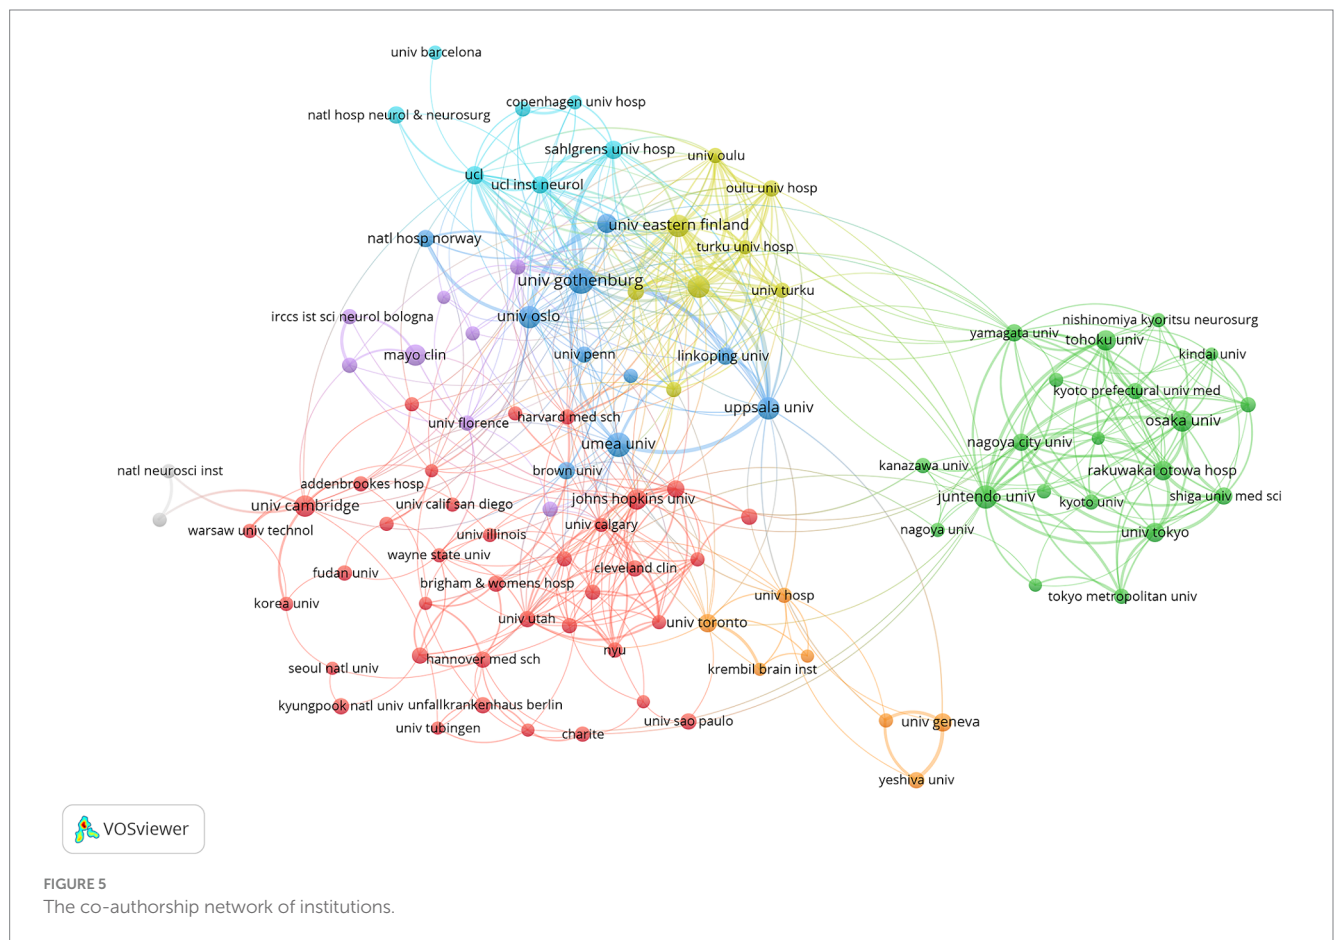 univ barcelona
copenhagen univ hosp
natl hosp neurol & neurosurg
sahlgrens univ hosp
univ oulu
ucl
ucl inst neurol
oulu univ hosp
univ eastern finland
natl hosp norway
turku univ hosp
univ gothenburg
univ turku
irccs ist sci neurol bologna
univ oslo
nishinomiya kyoritsu neurosurg
yamagata univ
tohoku univ
mayo clin
univ penn
linkoping univ
kindai univ
kyoto prefectural univ med
uppsala univ
harvard med sch
univ florence
osaka univ
umea univ
nagoya city univ
natl neurosci inst
brown univ
kanazawa univ
rakuwakai otowa hosp
addenbrookes hosp
johns hopkins univ
juntendo univ
shiga univ med sci
univ cambridge
univ calif san diego
kyoto univ
warsaw univ technol
univ calgary
nagoya univ
univ tokyo
univ illinois
wayne state univ
fudan univ
cleveland clin
brigham & womens hosp
korea univ
univ hosp
tokyo metropolitan univ
univ utah
univ toronto
nyu
hannover med sch
seoul natl univ
krembil brain inst
kyungpook natl univ
unfallkrankenhaus berlin
univ sao paulo
univ geneva
univ tubingen
charite
yeshiva univ
VOSviewer
FIGURE 5
The co-authorship network of institutions.